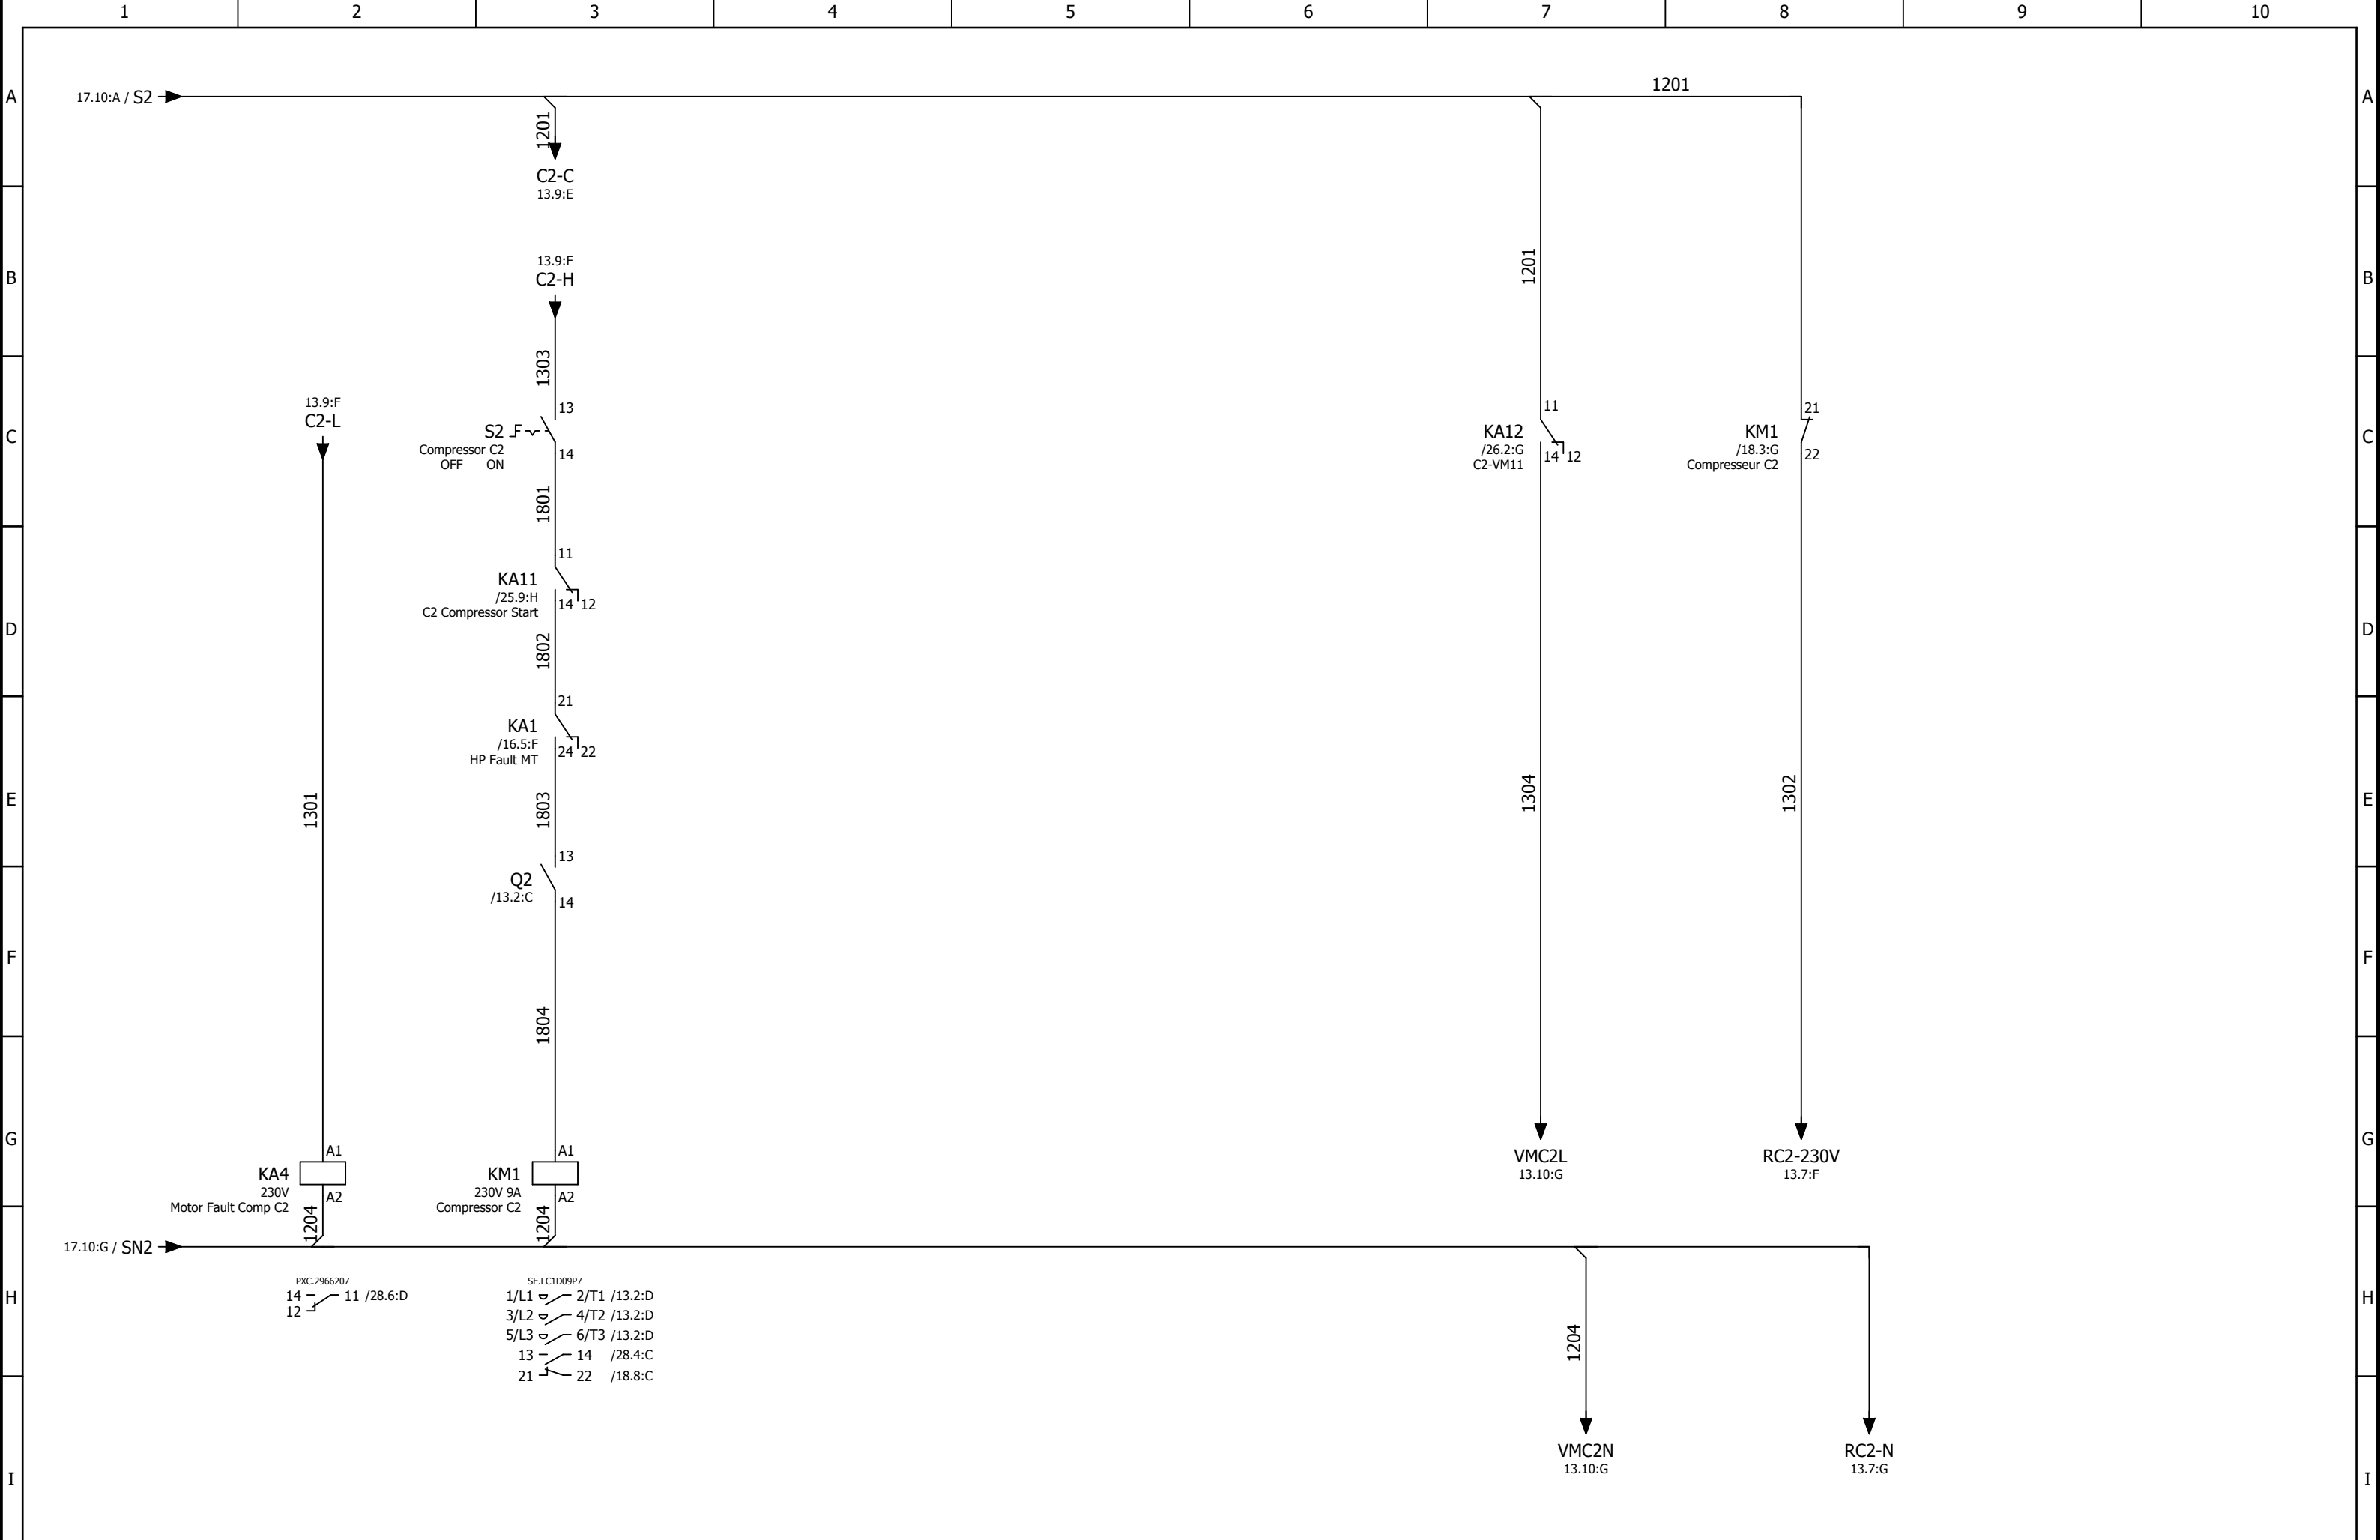 1 2 3 4 5 6 7 8 9 10
A 17.10:A / S2 1201 A
1201
C2-C
13.9:E
13.9:F
B C2-H 1201 B
1303
13.9:F
C2-L
13 11 21
C S2 KA12 KM1 C
Compressor C2 /26.2:G /18.3:G
OFF ON 14 C2-VM11 14 12 Compresseur C2 22
1801
11
KA11
/25.9:H
C2 Compressor Start 14 12
D D
1802
21
KA1
/16.5:F
HP Fault MT 24 22
E 1301 1803 1304 1302 E
13
Q2
/13.2:C 14
F F
1804
G A1 A1 VMC2L RC2-230V G
KA4 KM1 13.10:G 13.7:F
230V 230V 9A
Motor Fault Comp C2 A2 Compressor C2 A2
1204 1204
17.10:G / SN2
PXC.2966207 SE.LC1D09P7
H 14 11 /28.6:D 1/L1 2/T1 /13.2:D H
12 3/L2 4/T2 /13.2:D
5/L3 6/T3 /13.2:D
1204
13 14 /28.4:C
21 22 /18.8:C
VMC2N RC2-N
13.10:G 13.7:G
I I